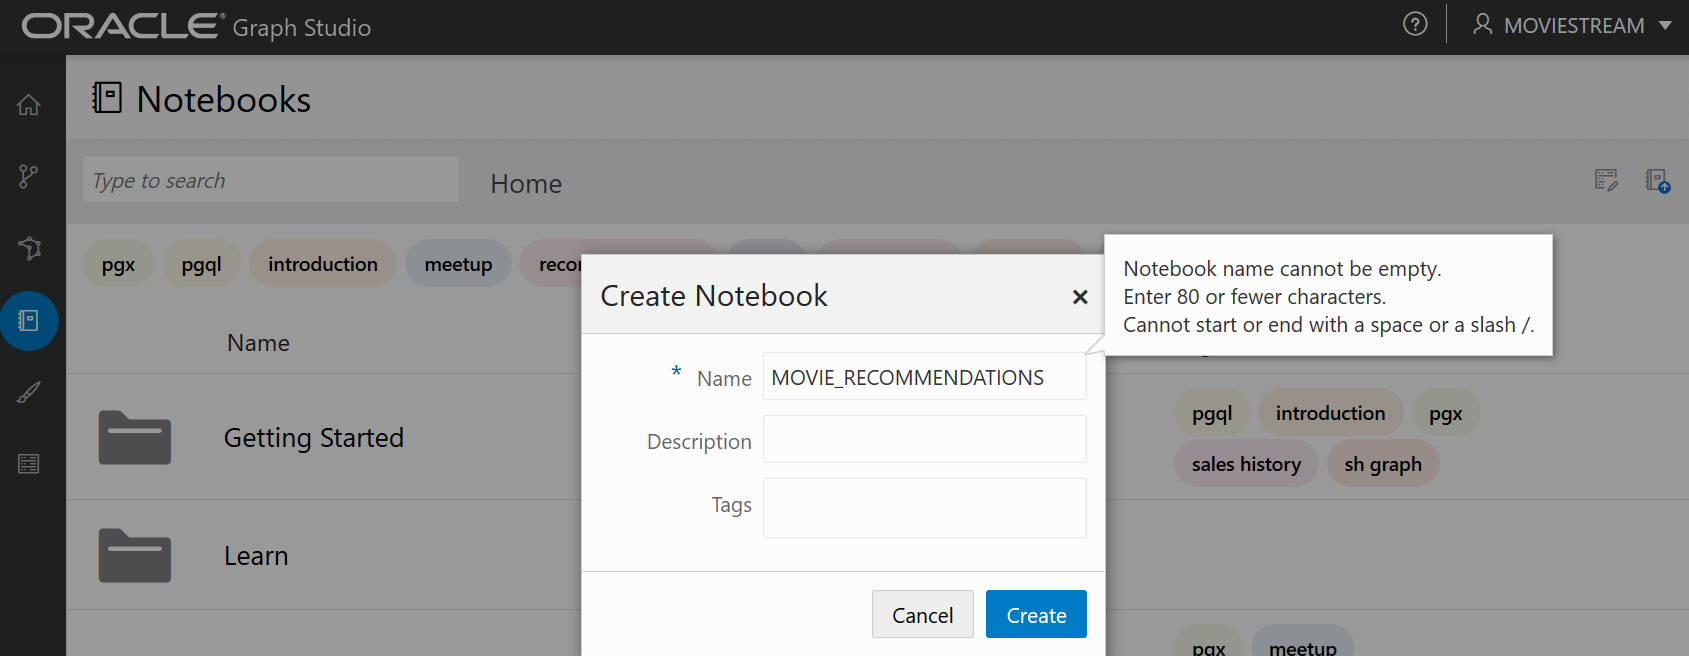 ORACLE® Graph Studio
MOVIESTREAM
Notebooks
Type to search
Home
pgx pgql introduction meetup
Notebook name cannot be empty.
Enter 80 or fewer characters.
Cannot start or end with a space or a slash /.
Create Notebook
Name
* Name MOVIE_RECOMMENDATIONS
Getting Started
pgql introduction pgx
Description
sales history sh graph
Tags
Learn
Cancel Create
pgx meetup